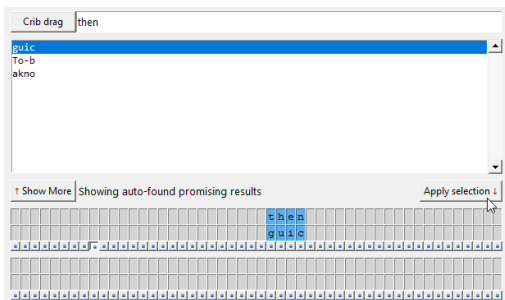 Crib drag then
guic
To-b
akno
↑ Show More Showing auto-found promising results Apply selection ↓
then
guic